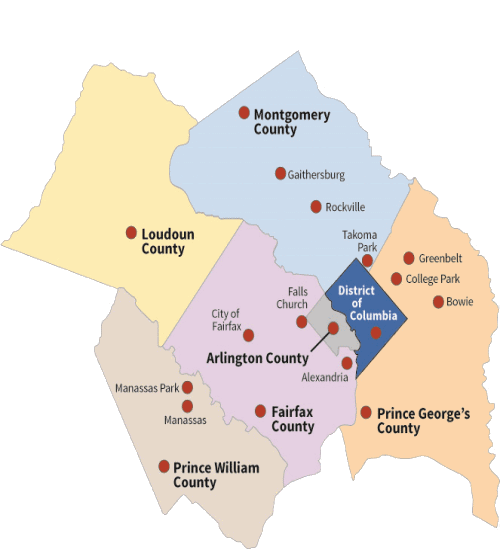 Montgomery
County
Gaithersburg
Rockville
Takoma
Park
Loudoun
County
Greenbelt
College Park
Bowie
District
of
Columbia
Falls
Church
City of
Fairfax
Arlington County
Alexandria
Manassas Park
Manassas
Fairfax
County
Prince George's
County
Prince William
County